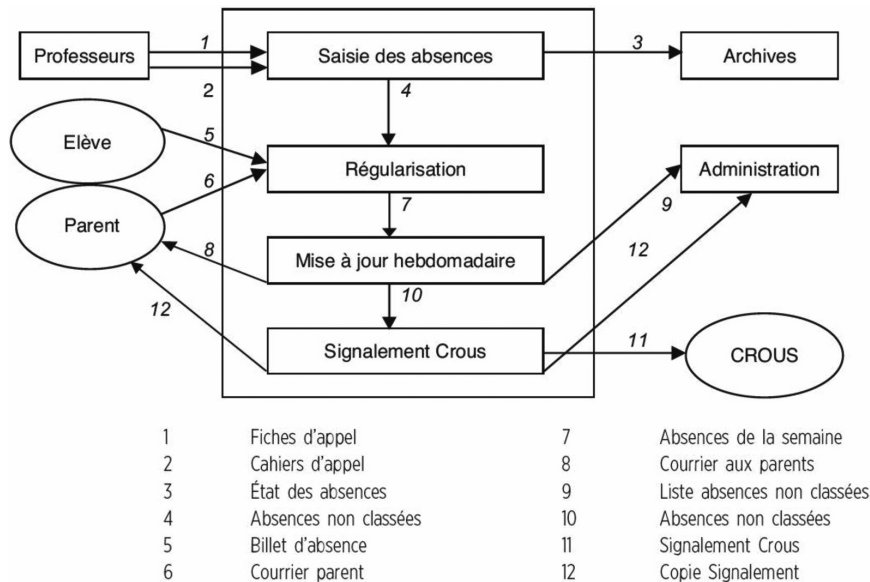 Professeurs 1 Saisie des absences 3 Archives
2 4
Elève 5
Régularisation Administration
6
Parent 7 9
8 Mise à jour hebdomadaire 12
12 10
Signalement Crous 11 CROUS
1 Fiches d'appel 7 Absences de la semaine
2 Cahiers d'appel 8 Courrier aux parents
3 État des absences 9 Liste absences non classées
4 Absences non classées 10 Absences non classées
5 Billet d'absence 11 Signalement Crous
6 Courrier parent 12 Copie Signalement